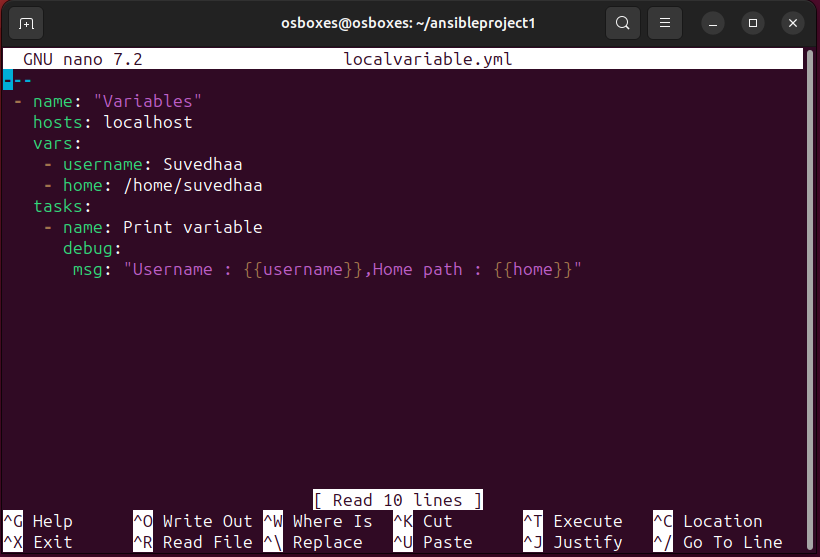 osboxes@osboxes: ~/ansibleproject1
GNU nano 7.2 localvariable.yml
---
 - name: "Variables"
   hosts: localhost
   vars:
    - username: Suvedhaa
    - home: /home/suvedhaa
   tasks:
    - name: Print variable
      debug:
       msg: "Username : {{username}},Home path : {{home}}"
[ Read 10 lines ]
^G Help ^O Write Out ^W Where Is ^K Cut ^T Execute ^C Location
^X Exit ^R Read File ^\ Replace ^U Paste ^J Justify ^/ Go To Line